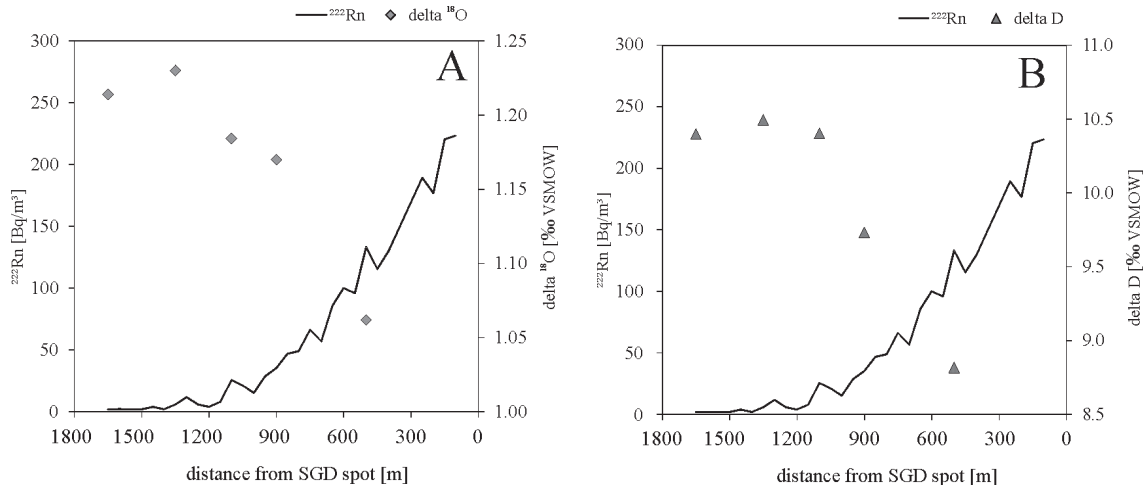 ²²²Rn delta ¹⁸O
A
300
250
200
150
100
50
0
²²²Rn [Bq/m³]
1.25
1.20
1.15
1.10
1.05
1.00
delta ¹⁸O [‰ VSMOW]
1800 1500 1200 900 600 300 0
distance from SGD spot [m]
²²²Rn delta D
B
300
250
200
150
100
50
0
²²²Rn [Bq/m³]
11.0
10.5
10.0
9.5
9.0
8.5
delta D [‰ VSMOW]
1800 1500 1200 900 600 300 0
distance from SGD spot [m]